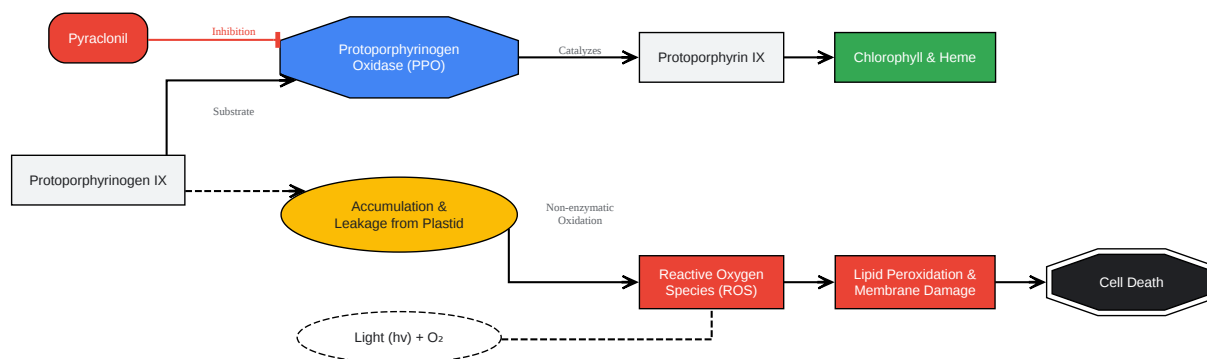 Pyraclonil
Inhibition
Protoporphyrinogen
Oxidase (PPO)
Catalyzes
Protoporphyrin IX
Chlorophyll & Heme
Substrate
Protoporphyrinogen IX
Accumulation &
Leakage from Plastid
Non-enzymatic
Oxidation
Reactive Oxygen
Species (ROS)
Lipid Peroxidation &
Membrane Damage
Cell Death
Light (hv) + O₂